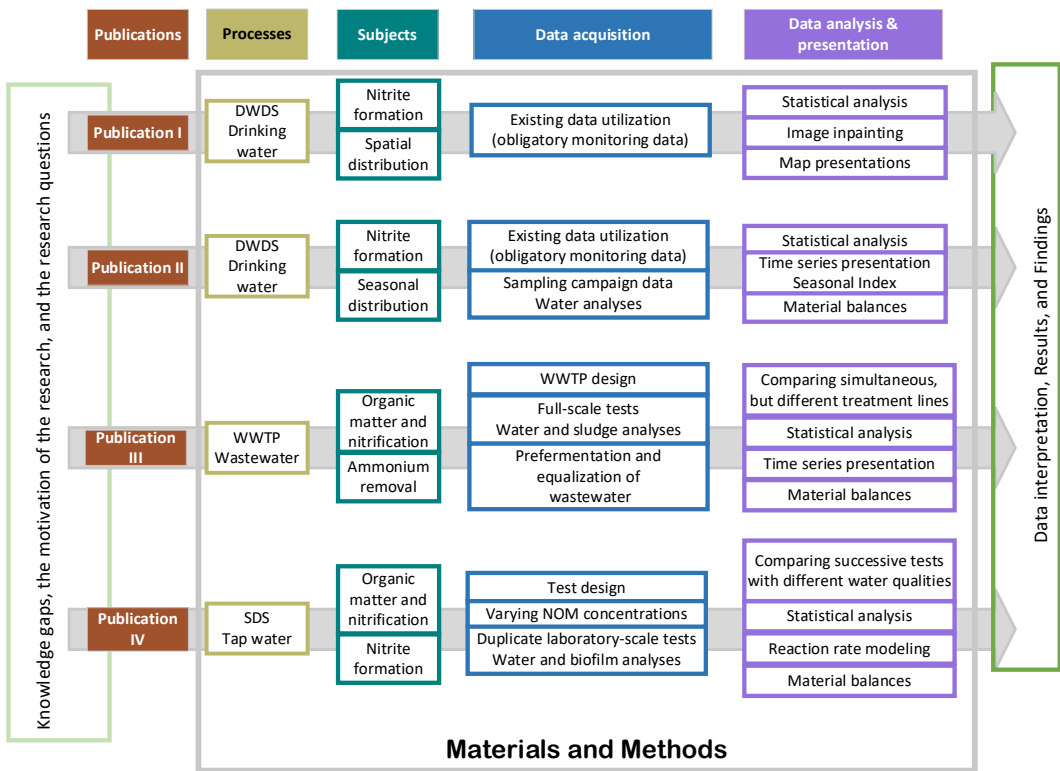 Publications
Processes
Subjects
Data acquisition
Data analysis &
presentation
Knowledge gaps, the motivation of the research, and the research questions
Publication I
DWDS
Drinking
water
Nitrite
formation
Spatial
distribution
Existing data utilization
(obligatory monitoring data)
Statistical analysis
Image inpainting
Map presentations
Publication II
DWDS
Drinking
water
Nitrite
formation
Seasonal
distribution
Existing data utilization
(obligatory monitoring data)
Sampling campaign data
Water analyses
Statistical analysis
Time series presentation
Seasonal Index
Material balances
Publication
III
WWTP
Wastewater
Organic
matter and
nitrification
Ammonium
removal
WWTP design
Full-scale tests
Water and sludge analyses
Prefermentation and
equalization of
wastewater
Comparing simultaneous,
but different treatment lines
Statistical analysis
Time series presentation
Material balances
Publication
IV
SDS
Tap water
Organic
matter and
nitrification
Nitrite
formation
Test design
Varying NOM concentrations
Duplicate laboratory-scale tests
Water and biofilm analyses
Comparing successive tests
with different water qualities
Statistical analysis
Reaction rate modeling
Material balances
Data interpretation, Results, and Findings
Materials and Methods